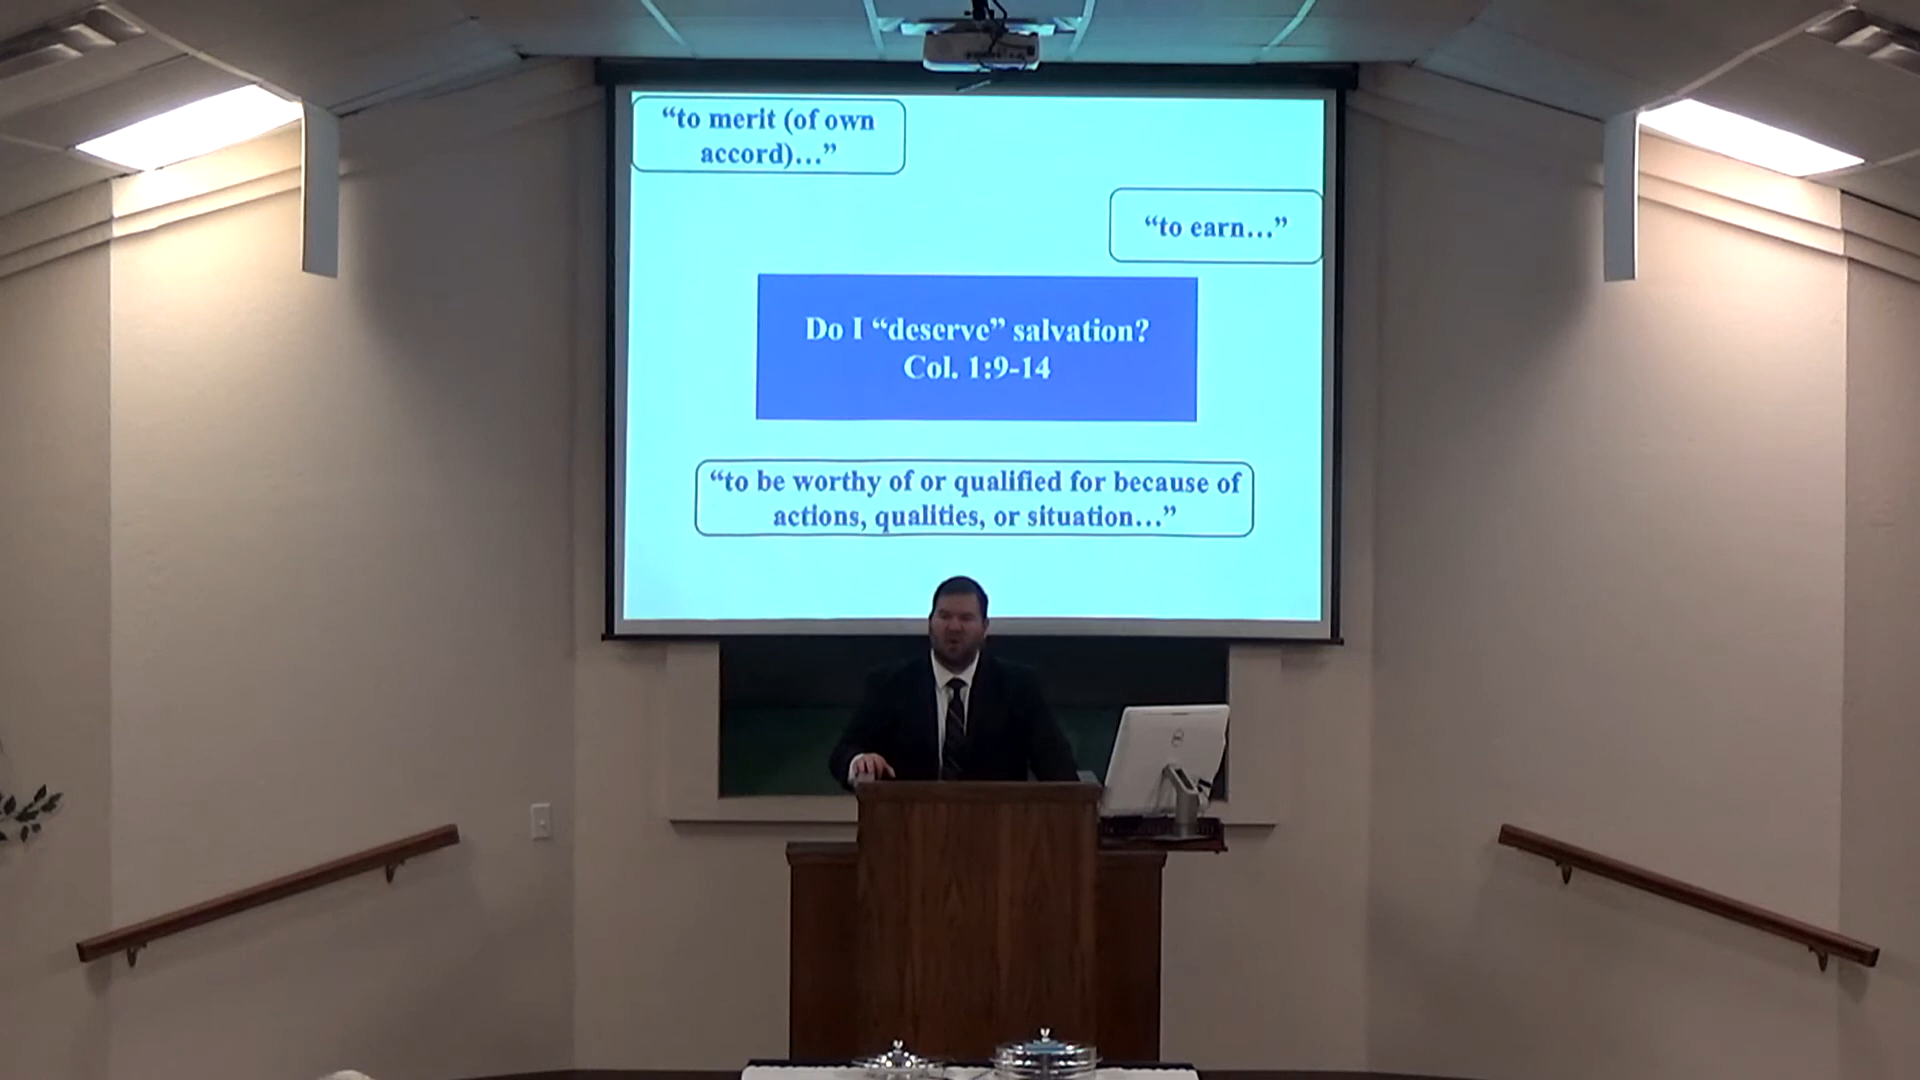 “to merit (of own
accord)…”
“to earn…”
Do I “deserve” salvation?
Col. 1:9-14
“to be worthy of or qualified for because of
actions, qualities, or situation…”